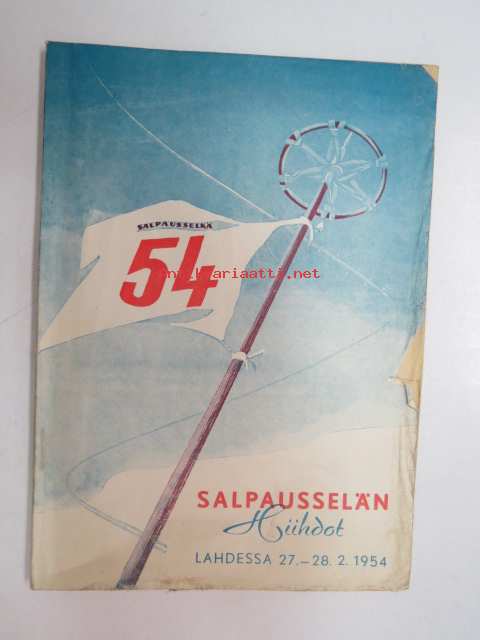 SALPAUSSELKÄ
54
SALPAUSSELÄN
Hiihdot
LAHDESSA 27.–28. 2. 1954